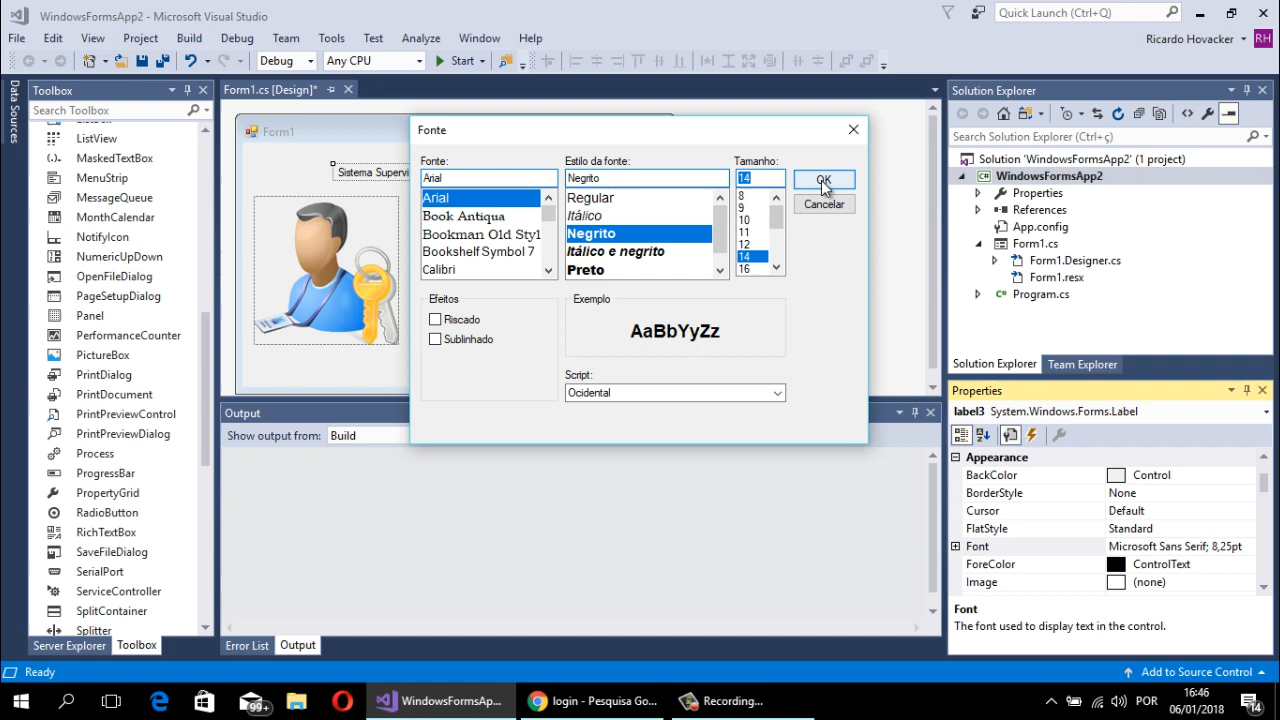 WindowsFormsApp2 - Microsoft Visual Studio
Quick Launch (Ctrl+Q)
File Edit View Project Build Debug Team Tools Test Analyze Window Help
Ricardo Hovacker RH
Debug Any CPU Start
Data Sources
Toolbox
Search Toolbox
ListView
MaskedTextBox
MenuStrip
MessageQueue
MonthCalendar
NotifyIcon
NumericUpDown
OpenFileDialog
PageSetupDialog
Panel
PerformanceCounter
PictureBox
PrintDialog
PrintDocument
PrintPreviewControl
PrintPreviewDialog
Process
ProgressBar
PropertyGrid
RadioButton
RichTextBox
SaveFileDialog
SerialPort
ServiceController
SplitContainer
Splitter
Server Explorer Toolbox
Form1.cs [Design]*
Form1
Sistema Supervi
Fonte
Fonte: Estilo da fonte: Tamanho:
Arial Negrito 14 OK
Cancelar
Arial
Book Antiqua
Bookman Old Styl
Bookshelf Symbol 7
Calibri
Regular
Itálico
Negrito
Itálico e negrito
Preto
8
9
10
11
12
14
16
Efeitos
Riscado
Sublinhado
Exemplo
AaBbYyZz
Script:
Ocidental
Output
Show output from: Build
Error List Output
Solution Explorer
Search Solution Explorer (Ctrl+ç)
Solution 'WindowsFormsApp2' (1 project)
C# WindowsFormsApp2
Properties
References
App.config
Form1.cs
Form1.Designer.cs
Form1.resx
C# Program.cs
Solution Explorer Team Explorer
Properties
label3 System.Windows.Forms.Label
Appearance
BackColor Control
BorderStyle None
Cursor Default
FlatStyle Standard
Font Microsoft Sans Serif; 8,25pt
ForeColor ControlText
Image (none)
Font
The font used to display text in the control.
Ready
Add to Source Control
99+
WindowsFormsAp...
login - Pesquisa Go...
Recording...
POR
16:46
06/01/2018
14